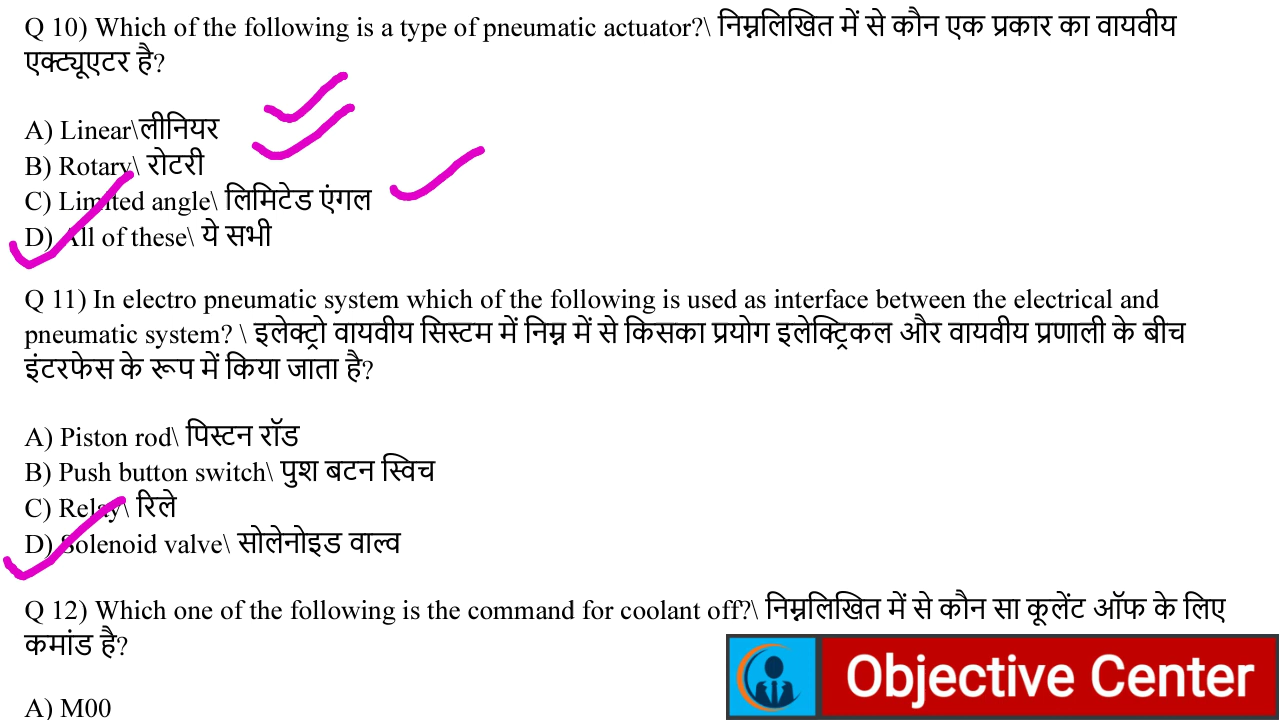 Q 10) Which of the following is a type of pneumatic actuator?\ निम्नलिखित में से कौन एक प्रकार का वायवीय
एक्ट्यूएटर है?
A) Linear\लीनियर
B) Rotary\ रोटरी
C) Limited angle\ लिमिटेड एंगल
D) All of these\ ये सभी
Q 11) In electro pneumatic system which of the following is used as interface between the electrical and
pneumatic system? \ इलेक्ट्रो वायवीय सिस्टम में निम्न में से किसका प्रयोग इलेक्ट्रिकल और वायवीय प्रणाली के बीच
इंटरफेस के रूप में किया जाता है?
A) Piston rod\ पिस्टन रॉड
B) Push button switch\ पुश बटन स्विच
C) Relay\ रिले
D) Solenoid valve\ सोलेनोइड वाल्व
Q 12) Which one of the following is the command for coolant off?\ निम्नलिखित में से कौन सा कूलेंट ऑफ के लिए
कमांड है?
A) M00
Objective Center